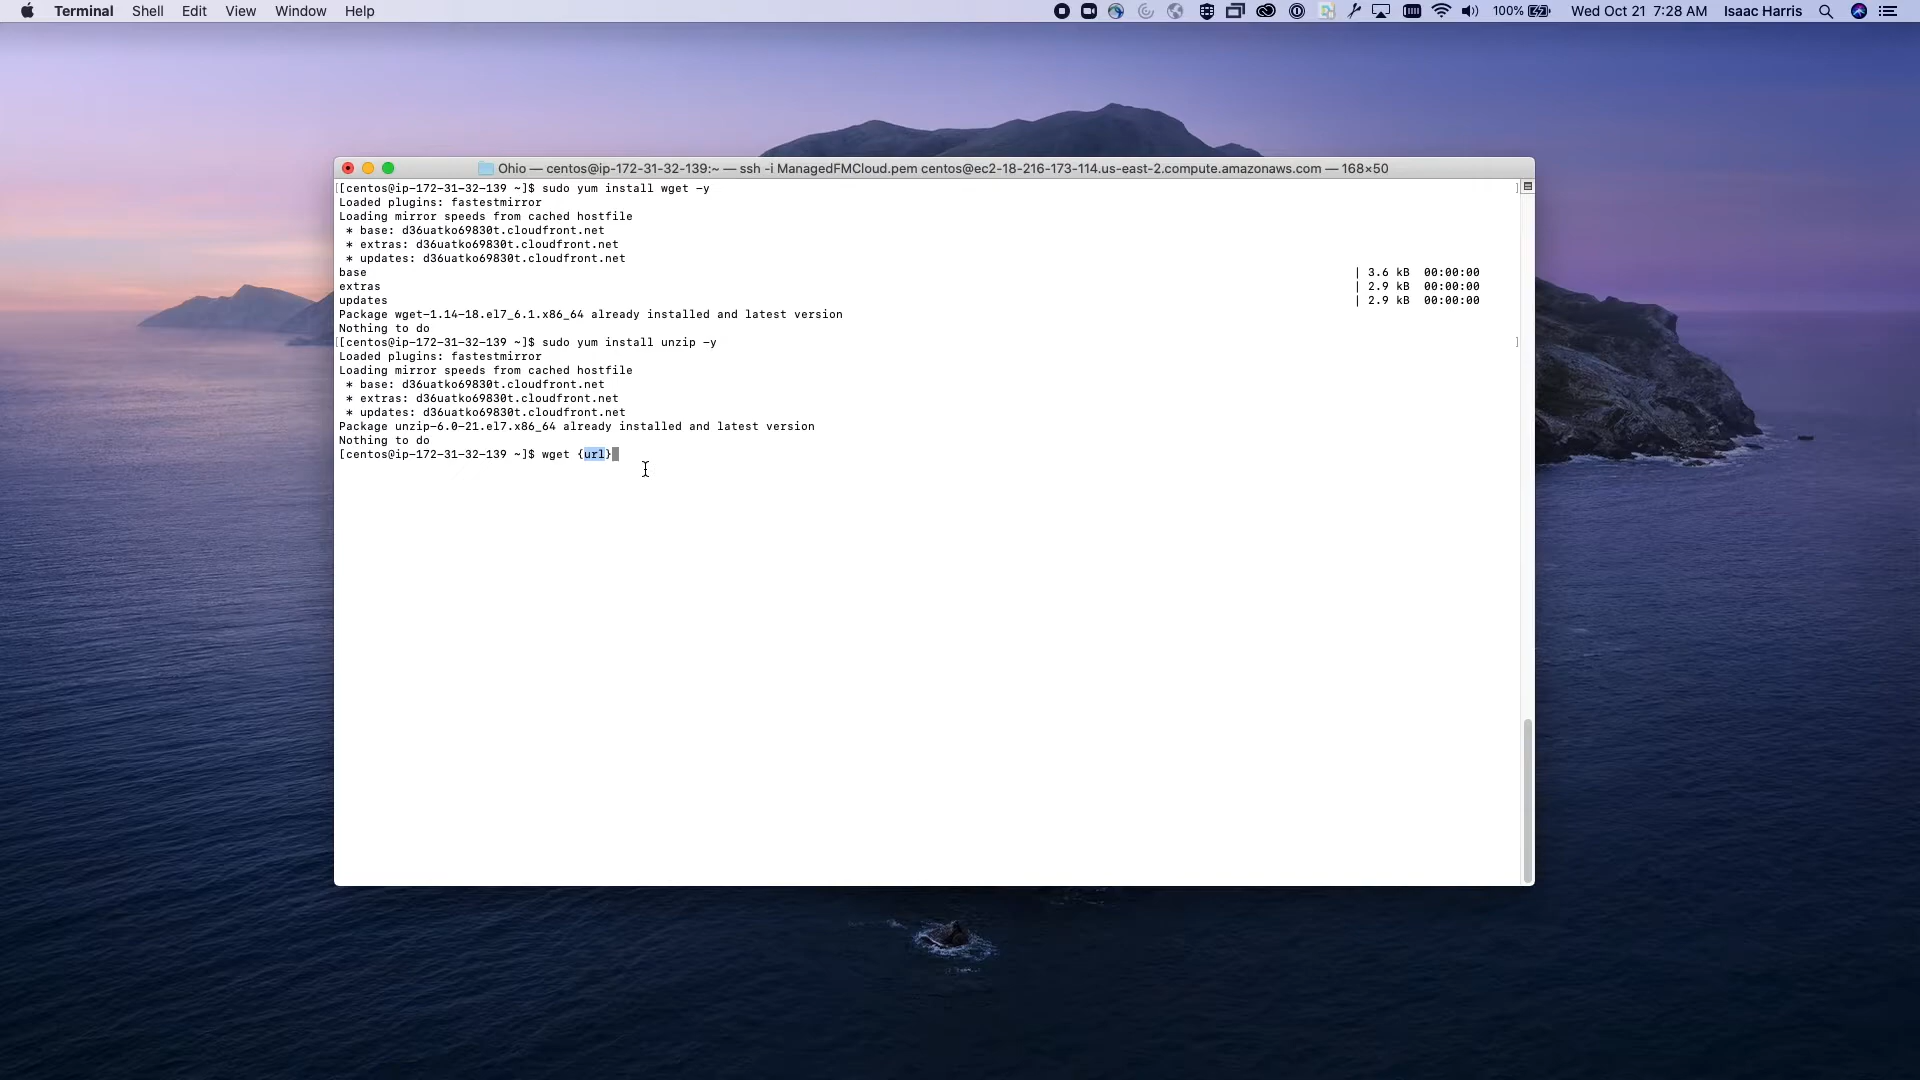 Terminal Shell Edit View Window Help 100% Wed Oct 21 7:28 AM Isaac Harris
Ohio — centos@ip-172-31-32-139:~ — ssh -i ManagedFMCloud.pem centos@ec2-18-216-173-114.us-east-2.compute.amazonaws.com — 168×50
[[centos@ip-172-31-32-139 ~]$ sudo yum install wget -y ]
Loaded plugins: fastestmirror
Loading mirror speeds from cached hostfile
* base: d36uatko69830t.cloudfront.net
* extras: d36uatko69830t.cloudfront.net
* updates: d36uatko69830t.cloudfront.net
base | 3.6 kB 00:00:00
extras | 2.9 kB 00:00:00
updates | 2.9 kB 00:00:00
Package wget-1.14-18.el7_6.1.x86_64 already installed and latest version
Nothing to do
[[centos@ip-172-31-32-139 ~]$ sudo yum install unzip -y ]
Loaded plugins: fastestmirror
Loading mirror speeds from cached hostfile
* base: d36uatko69830t.cloudfront.net
* extras: d36uatko69830t.cloudfront.net
* updates: d36uatko69830t.cloudfront.net
Package unzip-6.0-21.el7.x86_64 already installed and latest version
Nothing to do
[centos@ip-172-31-32-139 ~]$ wget {url}